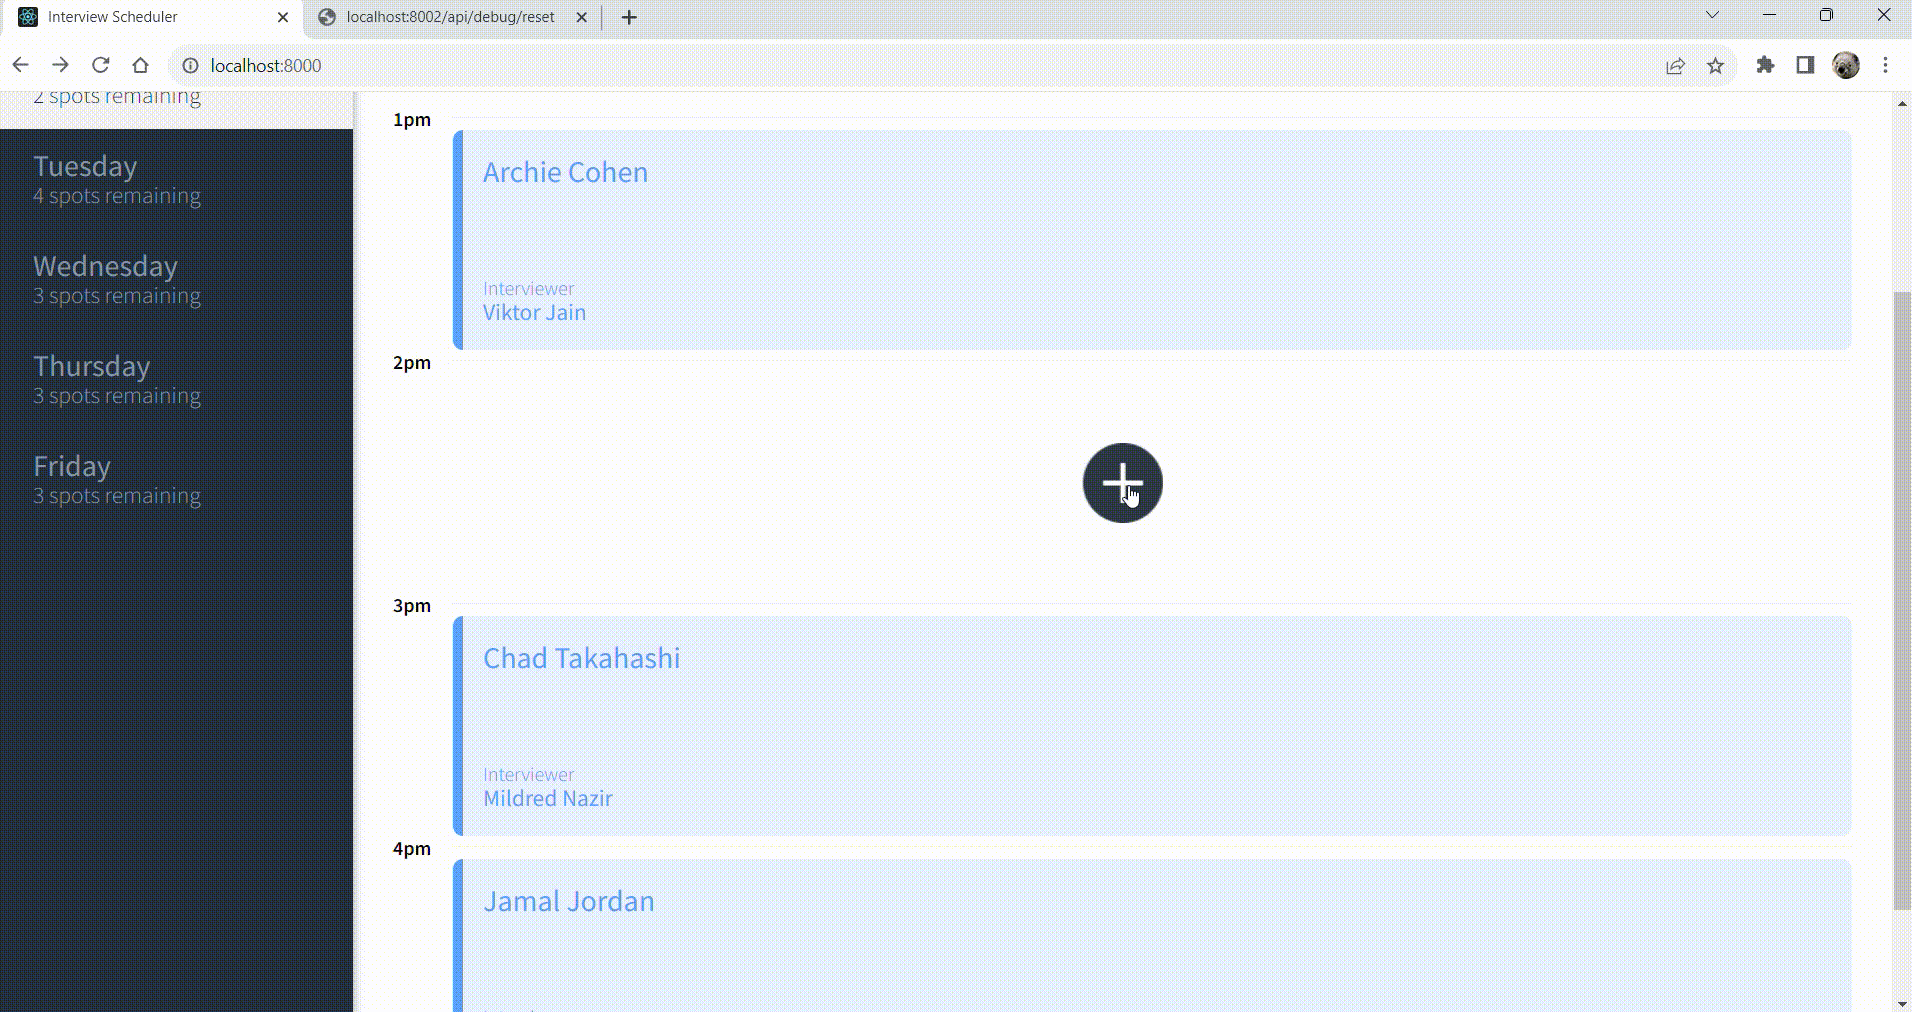 Interview Scheduler
localhost:8002/api/debug/reset
localhost:8000
2 spots remaining
Tuesday
4 spots remaining
Wednesday
3 spots remaining
Thursday
3 spots remaining
Friday
3 spots remaining
1pm
Archie Cohen
Interviewer
Viktor Jain
2pm
3pm
Chad Takahashi
Interviewer
Mildred Nazir
4pm
Jamal Jordan